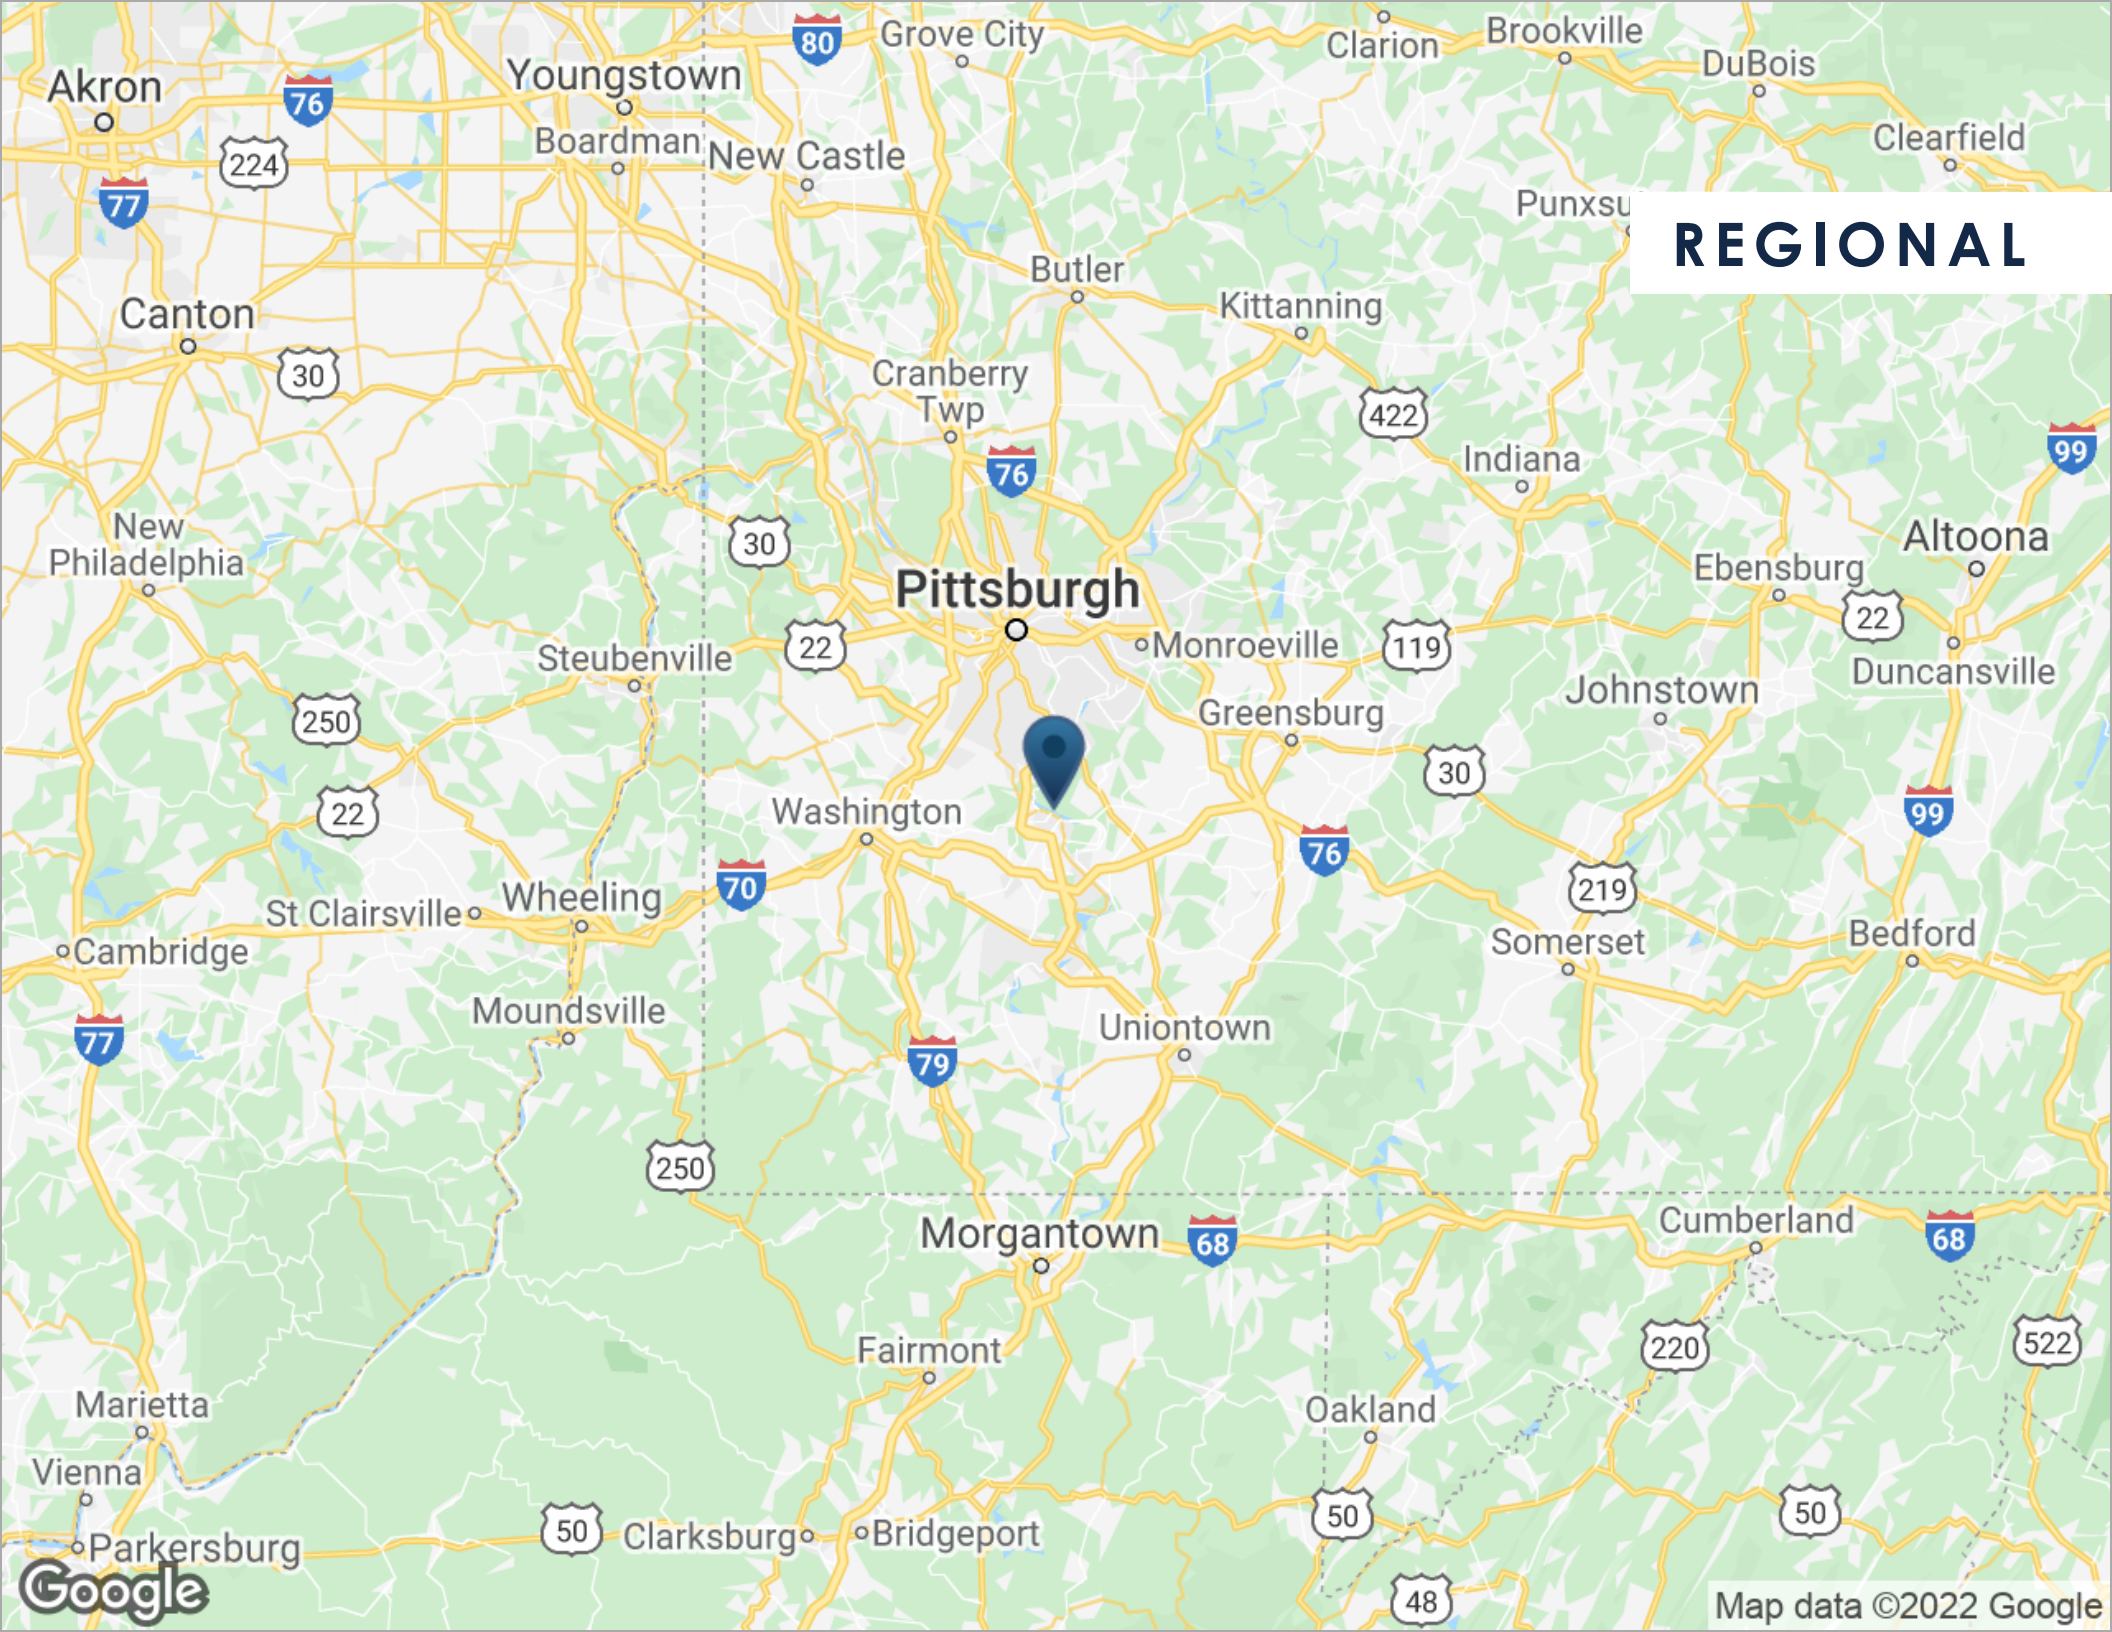 80
Grove City
Clarion
Brookville
DuBois
Akron
76
Youngstown
Boardman
New Castle
Clearfield
224
77
Punxsu
REGIONAL
Butler
Kittanning
Canton
30
Cranberry
Twp
422
76
Indiana
99
New
Philadelphia
30
Pittsburgh
Altoona
Ebensburg
22
22
Monroeville
119
Steubenville
Duncansville
Johnstown
250
Greensburg
30
22
Washington
99
76
70
219
St Clairsville
Wheeling
Cambridge
Somerset
Bedford
Moundsville
77
Uniontown
79
250
Morgantown
68
Cumberland
68
Fairmont
220
522
Marietta
Oakland
Vienna
50
50
50
Clarksburg
Bridgeport
Parkersburg
Google
48
Map data ©2022 Google